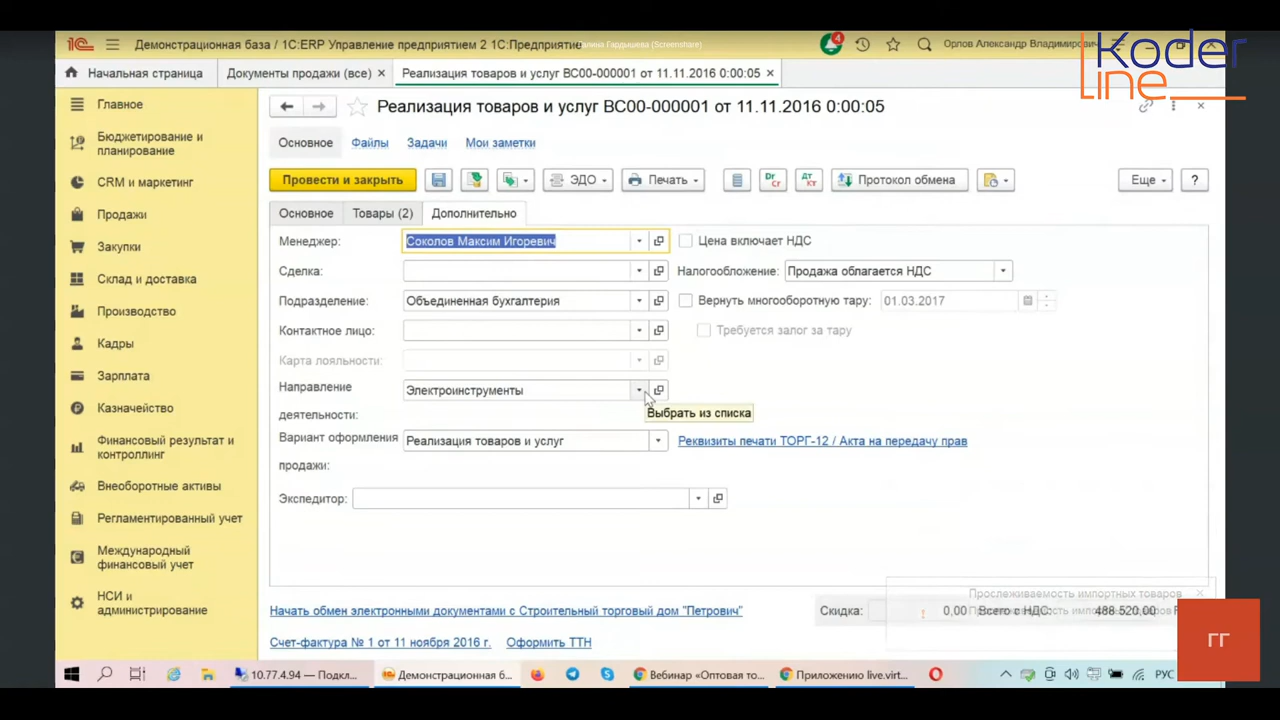 Демонстрационная база / 1С:ERP Управление предприятием 2 1С:Предприятие
Галина Гардышева (Screenshare)
4
Орлов Александр Владимирович
Koder
line
Начальная страница
Документы продажи (все) ×
Реализация товаров и услуг ВС00-000001 от 11.11.2016 0:00:05 ×
Главное
Бюджетирование и
планирование
CRM и маркетинг
Продажи
Закупки
Склад и доставка
Производство
Кадры
Зарплата
Казначейство
Финансовый результат и
контроллинг
Внеоборотные активы
Регламентированный учет
Международный
финансовый учет
НСИ и
администрирование
Реализация товаров и услуг ВС00-000001 от 11.11.2016 0:00:05
Основное Файлы Задачи Мои заметки
Провести и закрыть ЭДО Печать Dr Cr Дт Кт Протокол обмена Еще ?
Основное Товары (2) Дополнительно
Менеджер: Соколов Максим Игоревич Цена включает НДС
Сделка: Налогообложение: Продажа облагается НДС
Подразделение: Объединенная бухгалтерия Вернуть многооборотную тару: 01.03.2017
Контактное лицо: Требуется залог за тару
Карта лояльности:
Направление
деятельности: Электроинструменты
Выбрать из списка
Вариант оформления
продажи: Реализация товаров и услуг Реквизиты печати ТОРГ-12 / Акта на передачу прав
Экспедитор:
Прослеживаемость импортных товаров
Начать обмен электронными документами с Строительный торговый дом "Петрович" Скидка: 0,00 Всего с НДС: 488 520,00
Счет-фактура № 1 от 11 ноября 2016 г. Оформить ТТН
ГГ
10.77.4.94 — Подкл...
Демонстрационная б...
Вебинар «Оптовая то...
Приложению live.virt...
РУС